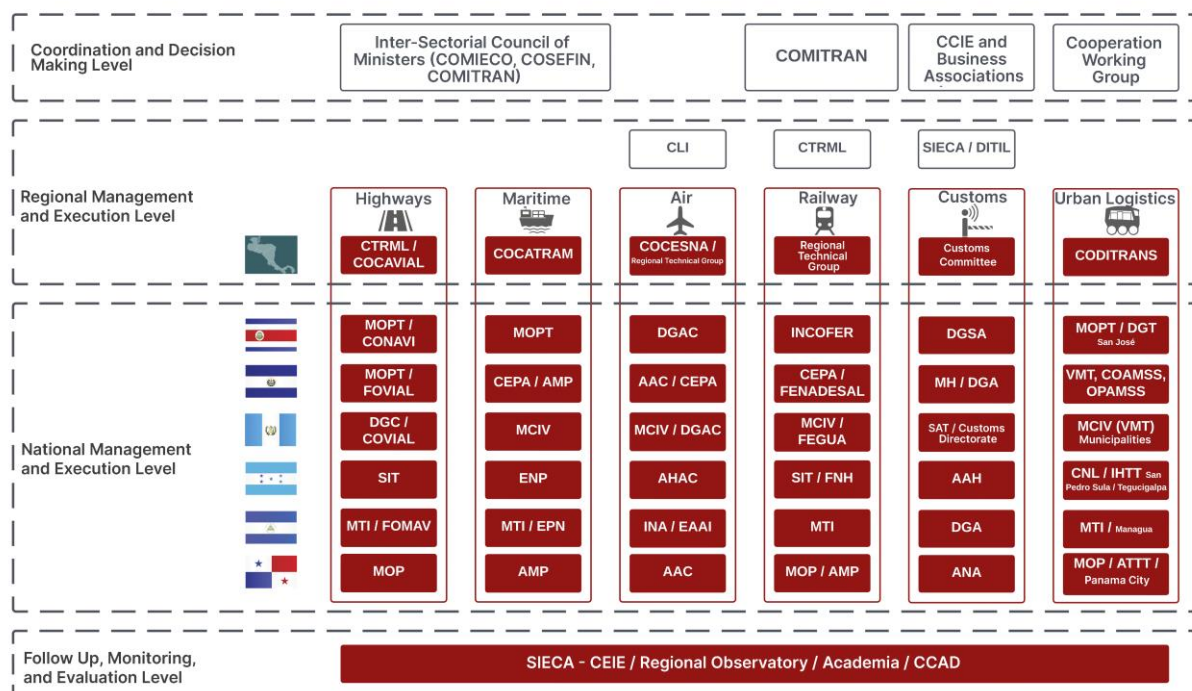 Coordination and Decision
Making Level
Inter-Sectorial Council of
Ministers (COMIECO, COSEFIN,
COMITRAN)
COMITRAN
CCIE and
Business
Associations
Cooperation
Working
Group
Regional Management
and Execution Level
CLI
CTRML
SIECA / DITIL
Highways
Maritime
Air
Railway
Customs
Urban Logistics
CTRML /
COCAVIAL
COCATRAM
COCESNA /
Regional Technical Group
Regional
Technical
Group
Customs
Committee
CODITRANS
National Management
and Execution Level
MOPT /
CONAVI
MOPT
DGAC
INCOFER
DGSA
MOPT / DGT
San José
MOPT /
FOVIAL
CEPA / AMP
AAC / CEPA
CEPA /
FENADESAL
MH / DGA
VMT, COAMSS,
OPAMSS
DGC /
COVIAL
MCIV
MCIV / DGAC
MCIV /
FEGUA
SAT / Customs
Directorate
MCIV (VMT)
Municipalities
SIT
ENP
AHAC
SIT / FNH
AAH
CNL / IHTT San
Pedro Sula / Tegucigalpa
MTI / FOMAV
MTI / EPN
INA / EAAI
MTI
DGA
MTI / Managua
MOP
AMP
AAC
MOP / AMP
ANA
MOP / ATTT /
Panama City
Follow Up, Monitoring,
and Evaluation Level
SIECA - CEIE / Regional Observatory / Academia / CCAD